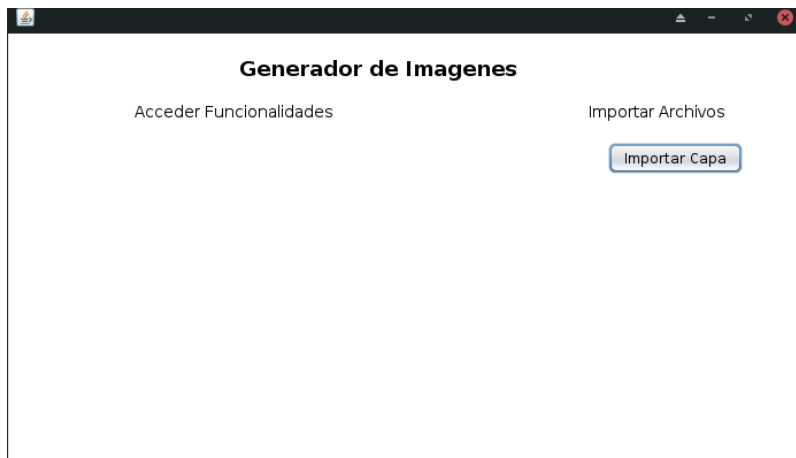 Generador de Imagenes
Acceder Funcionalidades
Importar Archivos
Importar Capa